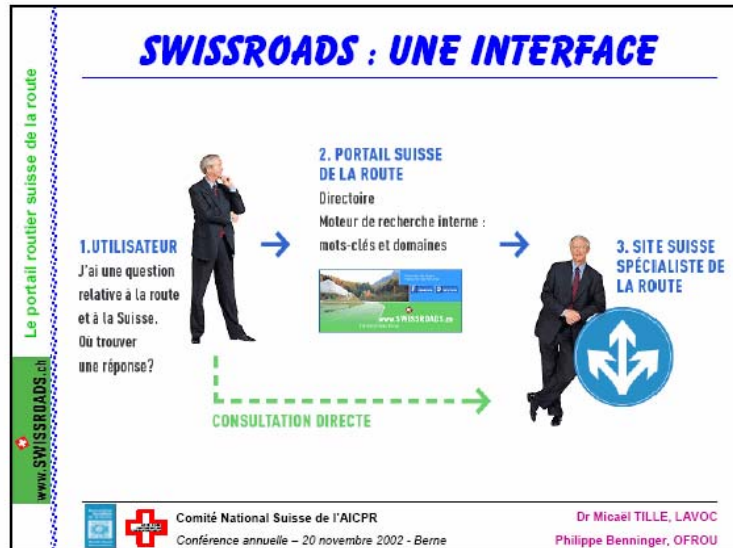 SWISSROADS : UNE INTERFACE
Le portail routier suisse de la route
www.SWISSROADS.ch
1.UTILISATEUR
J'ai une question
relative à la route
et à la Suisse.
Où trouver
une réponse?
2. PORTAIL SUISSE
DE LA ROUTE
Directoire
Moteur de recherche interne :
mots-clés et domaines
www.SWISSROADS.ch
3. SITE SUISSE
SPÉCIALISTE DE
LA ROUTE
CONSULTATION DIRECTE
Comité National Suisse de l'AICPR
Conférence annuelle – 20 novembre 2002 - Berne
Dr Micaël TILLE, LAVOC
Philippe Benninger, OFROU